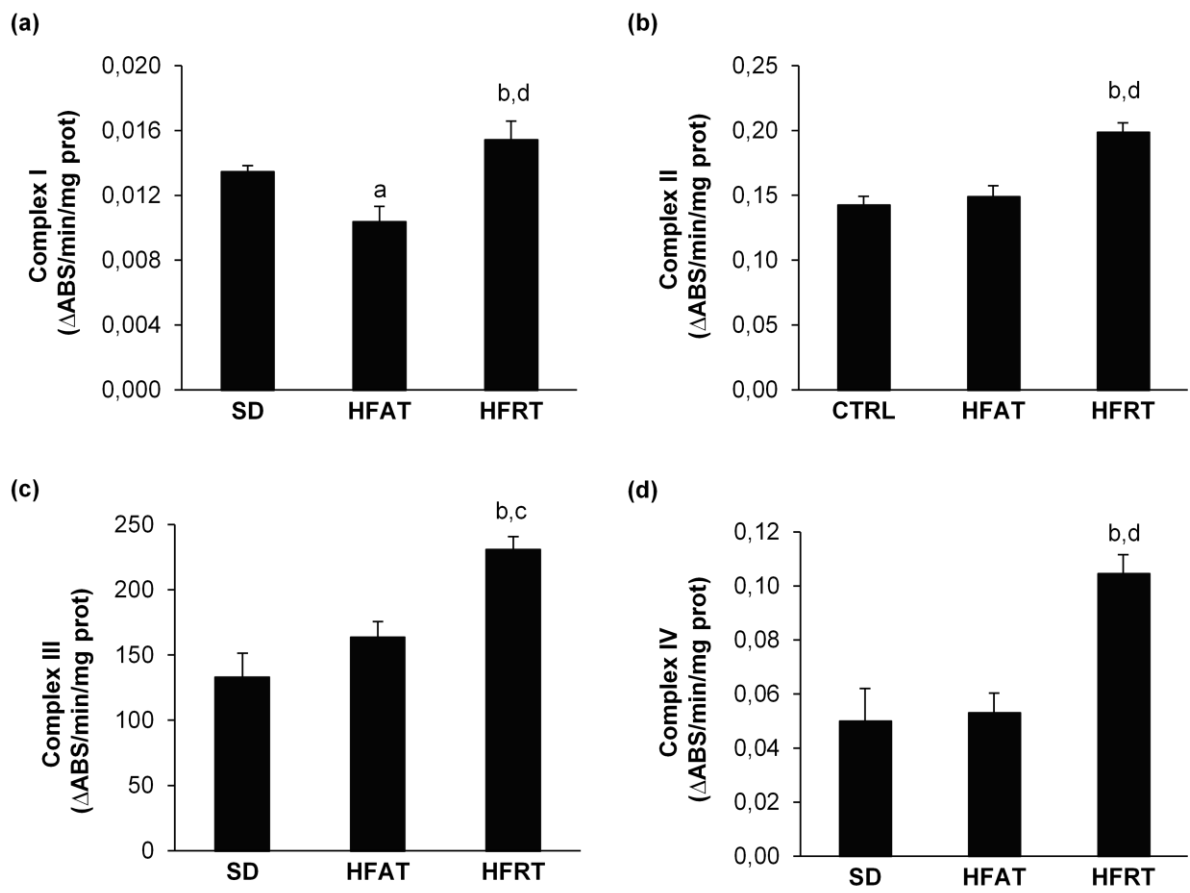 (a)
Complex I
(ΔABS/min/mg prot)
0,020
0,016
0,012
0,008
0,004
0,000
a
b,d
SD HFAT HFRT
(b)
Complex II
(ΔABS/min/mg prot)
0,25
0,20
0,15
0,10
0,05
0,00
b,d
CTRL HFAT HFRT
(c)
Complex III
(ΔABS/min/mg prot)
250
200
150
100
50
0
b,c
SD HFAT HFRT
(d)
Complex IV
(ΔABS/min/mg prot)
0,12
0,10
0,08
0,06
0,04
0,02
0,00
b,d
SD HFAT HFRT